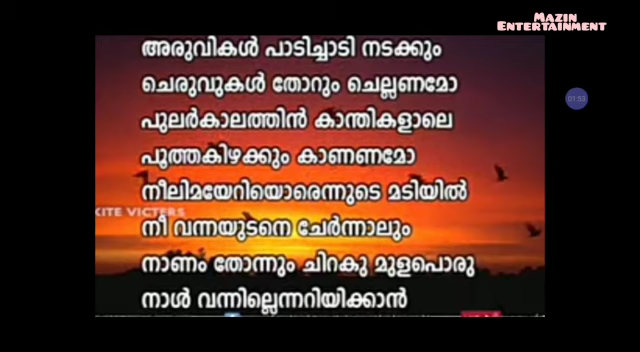 Mazin
Entertainment
അരുവികൾ പാടിച്ചാടി നടക്കും
ചെരുവുകൾ തോറും ചെല്ലണമോ
01:53
പുലർകാലത്തിൻ കാന്തികളാലെ
പൂത്തകിഴക്കും കാണണമോ
നീലിമയേറിയൊരെന്നുടെ മടിയിൽ
KITE VICTERS
നീ വന്നയുടനെ ചേർന്നാലും
നാണം തോന്നും ചിറകു മുളപൊരു
നാൾ വന്നില്ലെന്നറിയിക്കാൻ